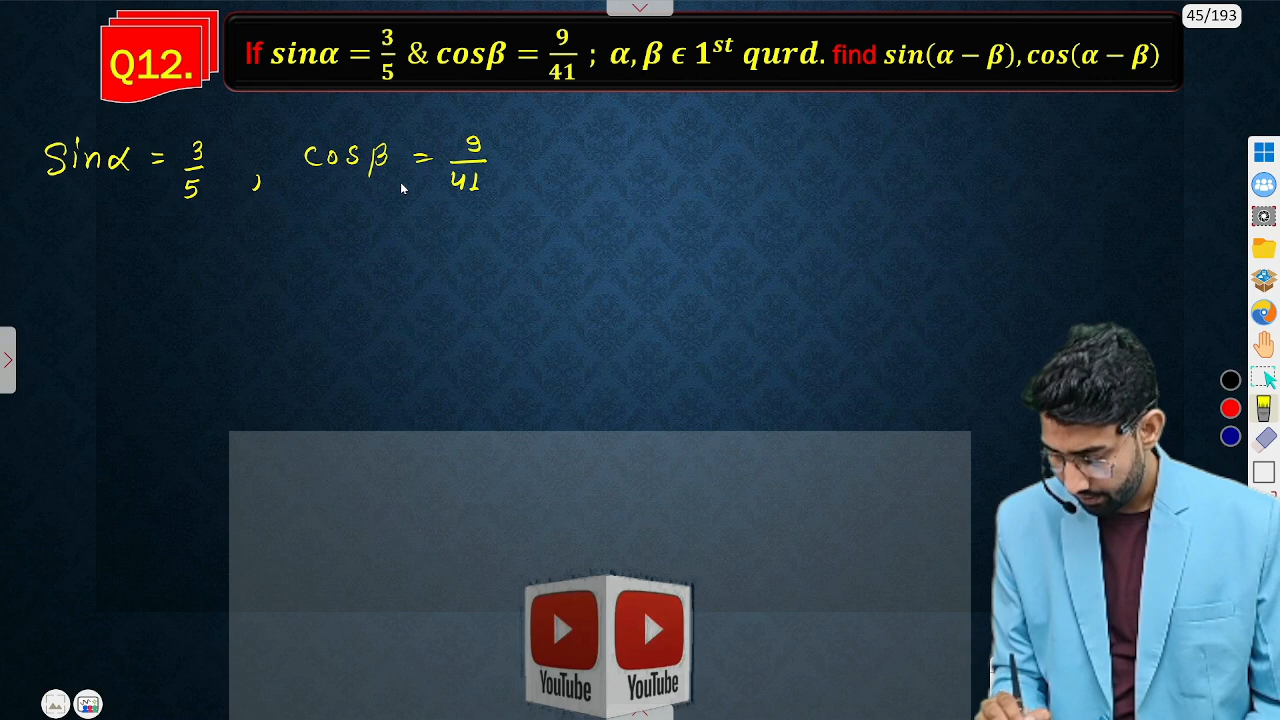 45/193
Q12.
If sinα = 3/5 & cosβ = 9/41 ; α, β ϵ 1ˢᵗ qurd. find sin(α − β), cos(α − β)
Sinα = 3/5 , cosβ = 9/41
YouTube YouTube